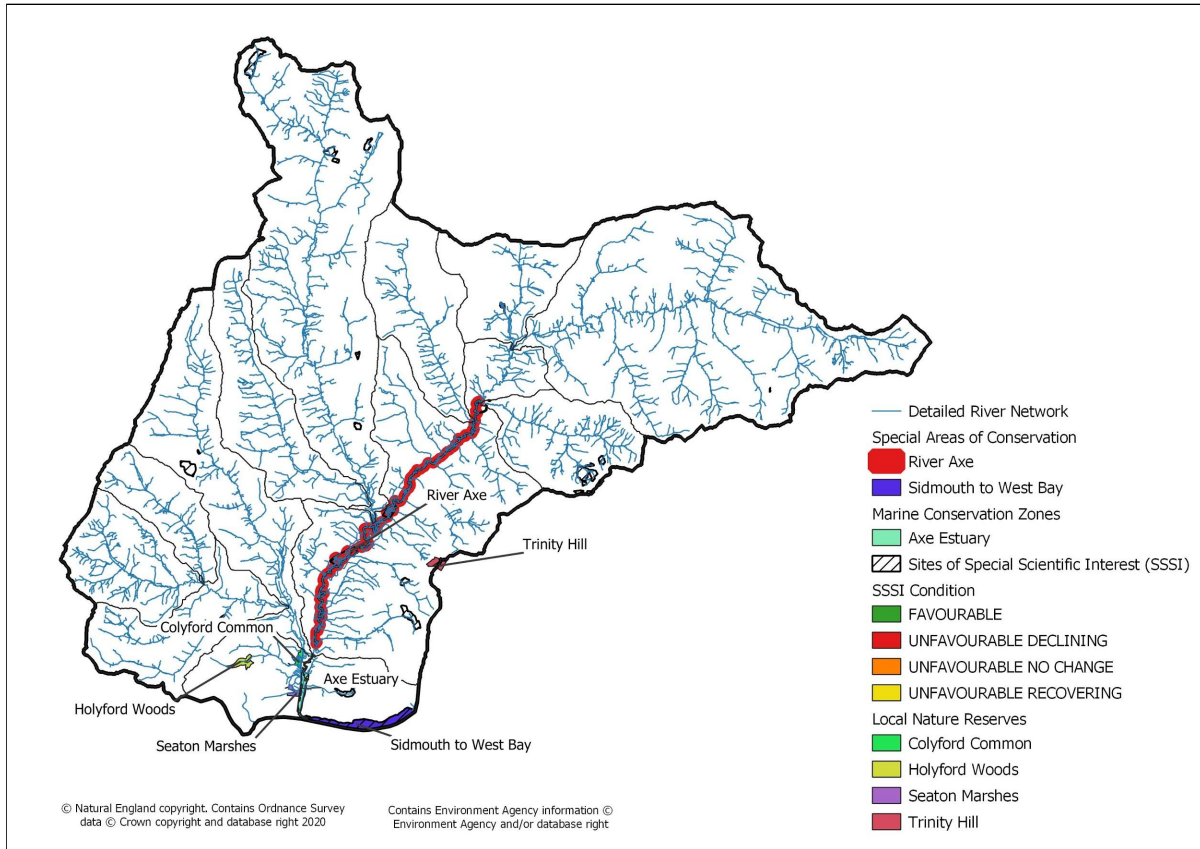 River Axe
Trinity Hill
Colyford Common
Axe Estuary
Holyford Woods
Seaton Marshes
Sidmouth to West Bay
Detailed River Network
Special Areas of Conservation
River Axe
Sidmouth to West Bay
Marine Conservation Zones
Axe Estuary
Sites of Special Scientific Interest (SSSI)
SSSI Condition
FAVOURABLE
UNFAVOURABLE DECLINING
UNFAVOURABLE NO CHANGE
UNFAVOURABLE RECOVERING
Local Nature Reserves
Colyford Common
Holyford Woods
Seaton Marshes
Trinity Hill
© Natural England copyright. Contains Ordnance Survey
data © Crown copyright and database right 2020
Contains Environment Agency information ©
Environment Agency and/or database right